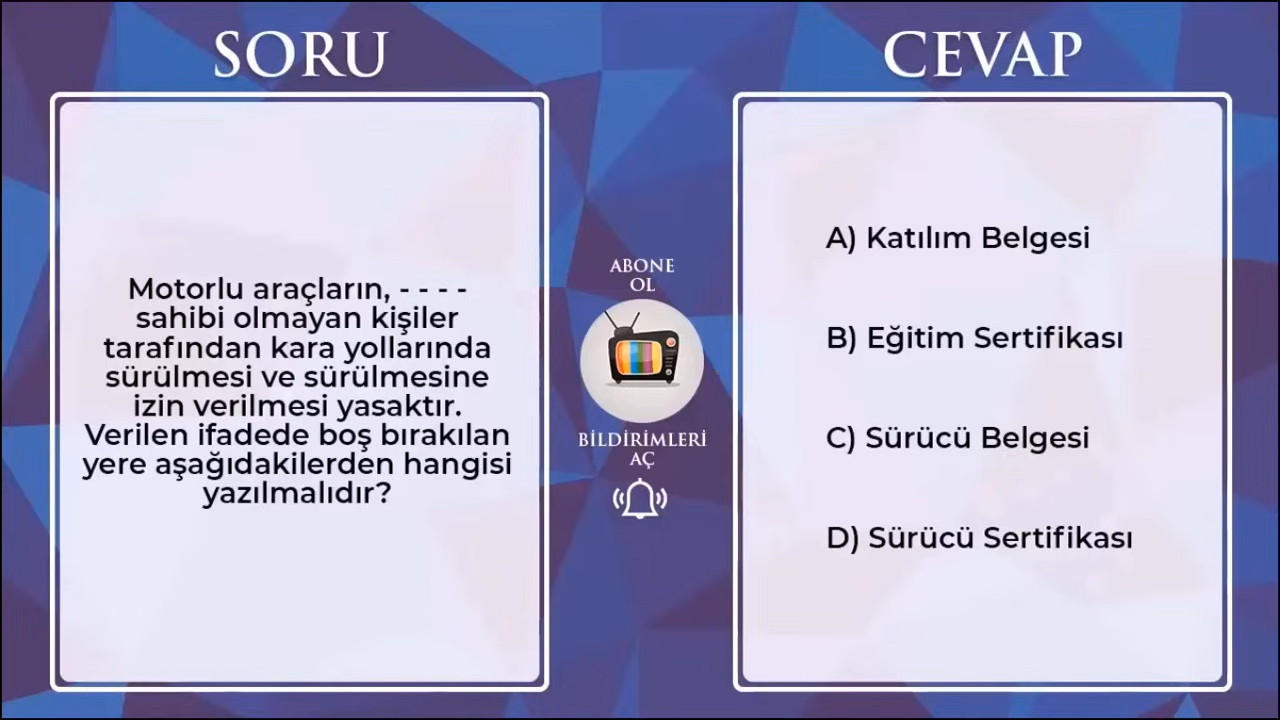 SORU
Motorlu araçların, - - - -
sahibi olmayan kişiler
tarafından kara yollarında
sürülmesi ve sürülmesine
izin verilmesi yasaktır.
Verilen ifadede boş bırakılan
yere aşağıdakilerden hangisi
yazılmalıdır?
ABONE
OL
BİLDİRİMLERİ
AÇ
CEVAP
A) Katılım Belgesi
B) Eğitim Sertifikası
C) Sürücü Belgesi
D) Sürücü Sertifikası